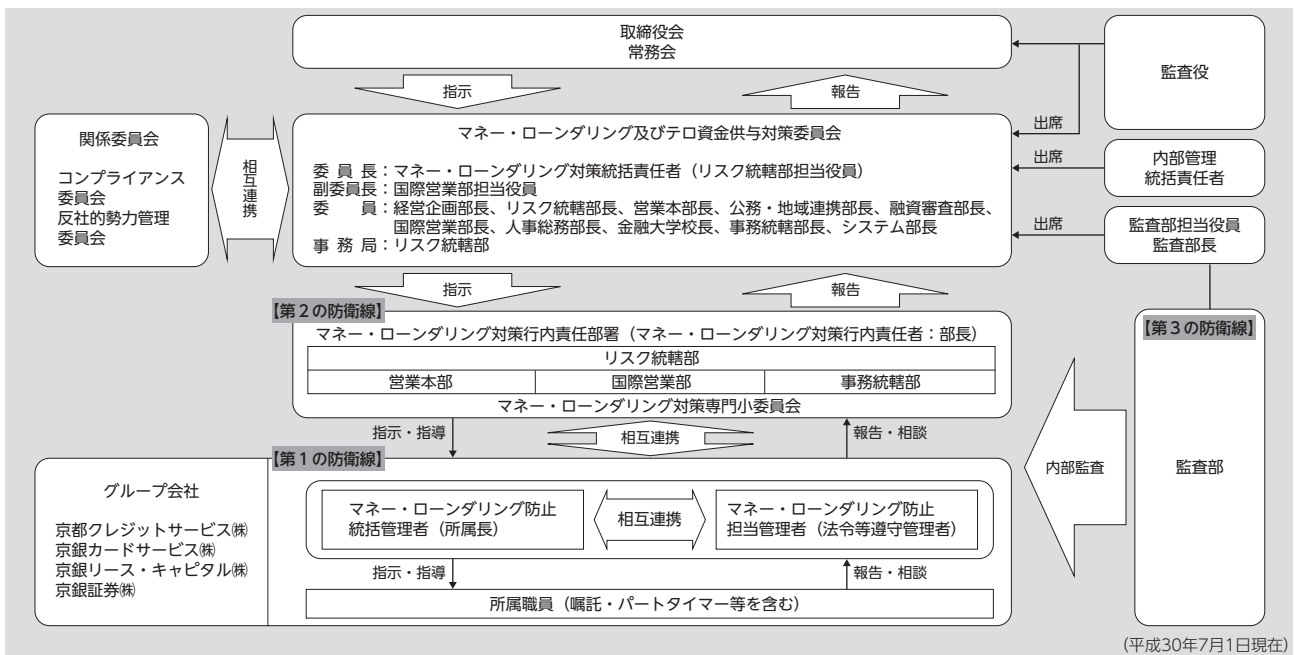 取締役会
常務会
監査役
指示
報告
関係委員会
コンプライアンス
委員会
反社的勢力管理
委員会
相互連携
マネー・ローンダリング及びテロ資金供与対策委員会
委員長：マネー・ローンダリング対策統括責任者（リスク統轄部担当役員）
副委員長：国際営業部担当役員
委　　員：経営企画部長、リスク統轄部長、営業本部長、公務・地域連携部長、融資審査部長、
国際営業部長、人事総務部長、金融大学校長、事務統轄部長、システム部長
事務局：リスク統轄部
出席
出席
内部管理
統括責任者
出席
監査部担当役員
監査部長
指示
報告
【第２の防衛線】
マネー・ローンダリング対策行内責任部署（マネー・ローンダリング対策行内責任者：部長）
リスク統轄部
営業本部
国際営業部
事務統轄部
マネー・ローンダリング対策専門小委員会
指示・指導
相互連携
報告・相談
【第３の防衛線】
内部監査
監査部
【第１の防衛線】
グループ会社
京都クレジットサービス㈱
京銀カードサービス㈱
京銀リース・キャピタル㈱
京銀証券㈱
マネー・ローンダリング防止
統括管理者（所属長）
相互連携
マネー・ローンダリング防止
担当管理者（法令等遵守管理者）
指示・指導
報告・相談
所属職員（嘱託・パートタイマー等を含む）
（平成30年7月1日現在）